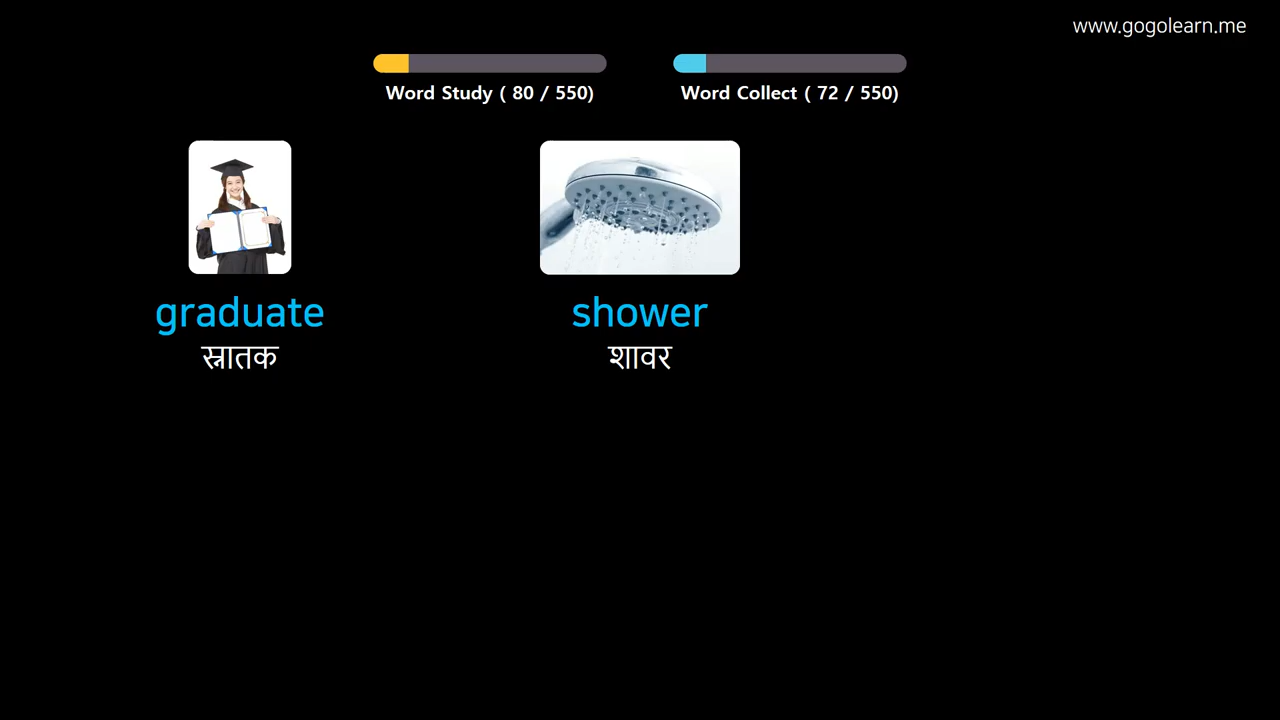 www.gogolearn.me
Word Study ( 80 / 550)
Word Collect ( 72 / 550)
graduate
स्नातक
shower
शावर